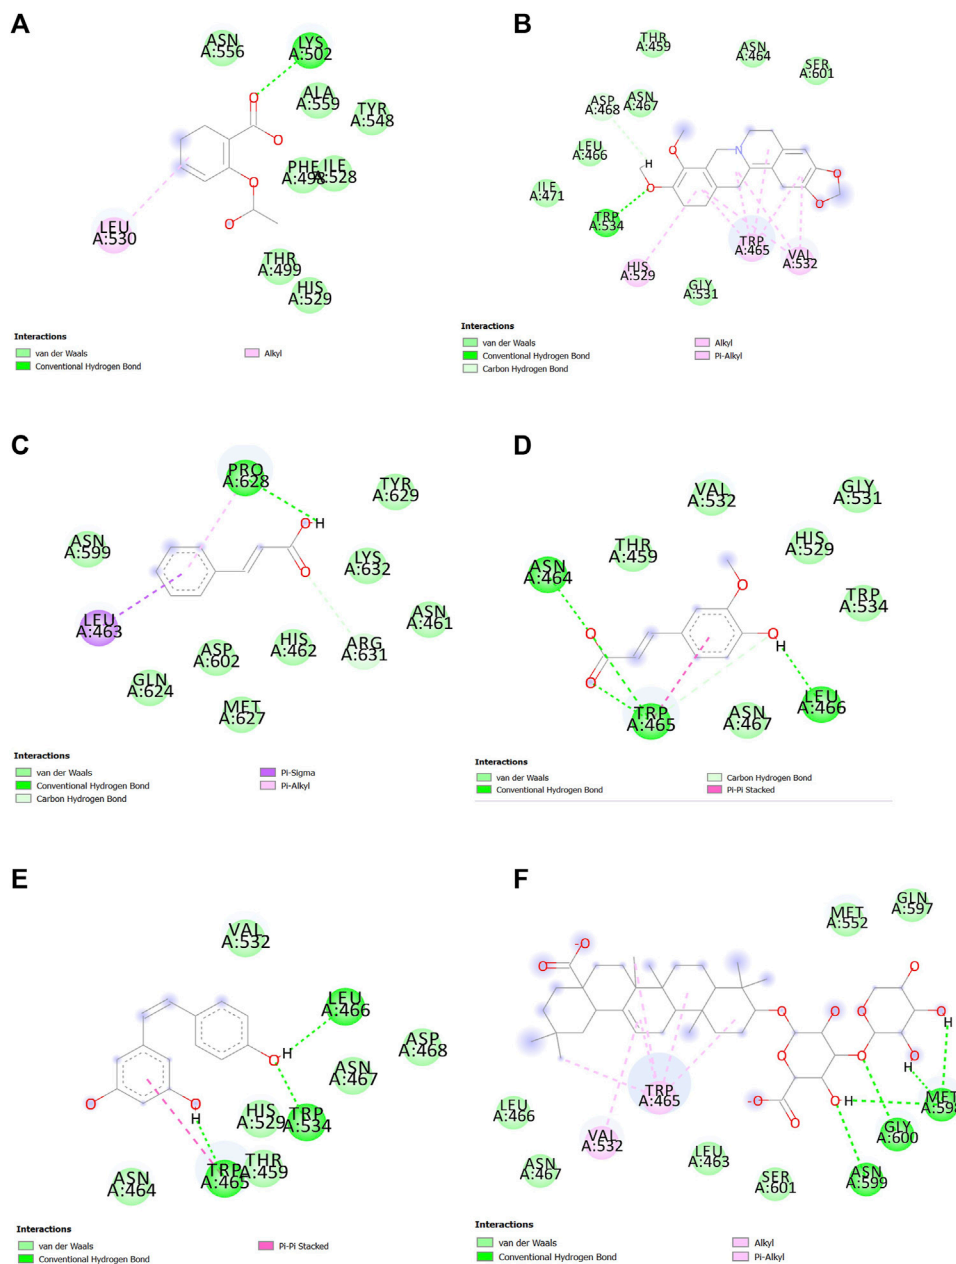 A
ASN
A:556
LYS
A:502
ALA
A:559
TYR
A:548
O
O
PHE
A:498
ILE
A:528
O
O
LEU
A:530
THR
A:499
HIS
A:529
Interactions
van der Waals
Conventional Hydrogen Bond
Alkyl
B
THR
A:459
ASN
A:464
SER
A:601
ASP
A:468
ASN
A:467
LEU
A:466
ILE
A:471
H
O
O
N
O
O
TRP
A:534
HIS
A:529
TRP
A:465
VAL
A:532
GLY
A:531
Interactions
van der Waals
Conventional Hydrogen Bond
Carbon Hydrogen Bond
Alkyl
Pi-Alkyl
C
PRO
A:628
TYR
A:629
ASN
A:599
O
H
O
LYS
A:632
LEU
A:463
ASN
A:461
ASP
A:602
HIS
A:462
ARG
A:631
GLN
A:624
MET
A:627
Interactions
van der Waals
Conventional Hydrogen Bond
Carbon Hydrogen Bond
Pi-Sigma
Pi-Alkyl
D
VAL
A:532
GLY
A:531
ASN
A:464
THR
A:459
HIS
A:529
TRP
A:534
O
O
O
O
H
TRP
A:465
ASN
A:467
LEU
A:466
Interactions
van der Waals
Conventional Hydrogen Bond
Carbon Hydrogen Bond
Pi-Pi Stacked
E
VAL
A:532
LEU
A:466
ASP
A:468
ASN
A:467
O
H
O
O
H
HIS
A:529
TRP
A:534
ASN
A:464
TRP
A:465
THR
A:459
Interactions
van der Waals
Conventional Hydrogen Bond
Pi-Pi Stacked
F
MET
A:552
GLN
A:597
-O
O
O
O
O
O
O
O
H
O
H
O
O
H
-O
O
TRP
A:465
LEU
A:466
VAL
A:532
ASN
A:467
LEU
A:463
SER
A:601
MET
A:598
GLY
A:600
ASN
A:599
Interactions
van der Waals
Conventional Hydrogen Bond
Alkyl
Pi-Alkyl